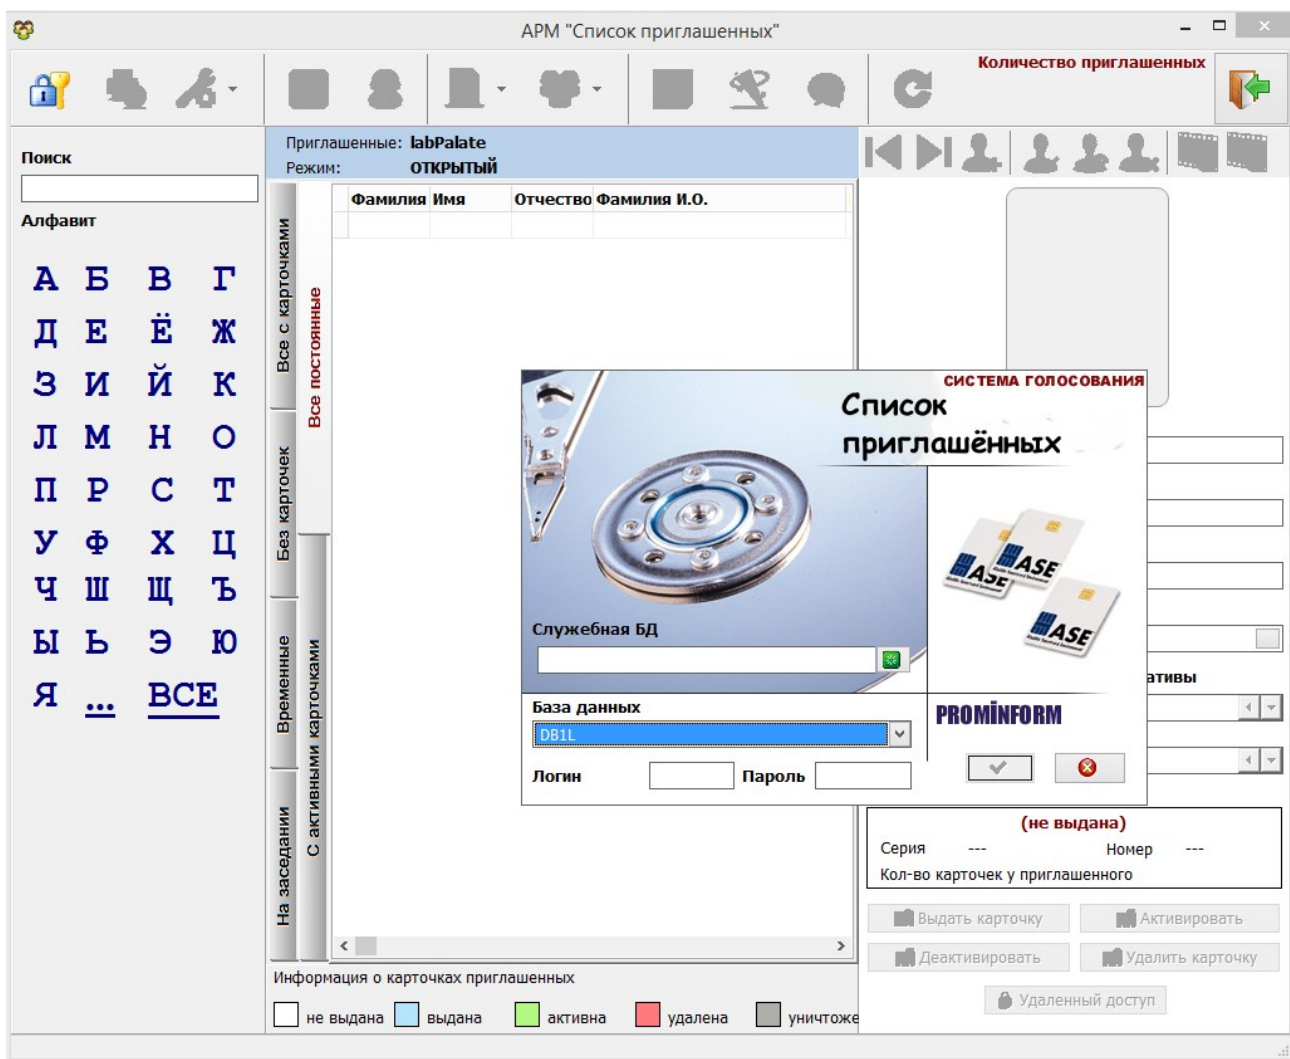 АРМ "Список приглашенных"
Количество приглашенных
Поиск
Алфавит
А Б В Г
Д Е Ё Ж
З И Й К
Л М Н О
П Р С Т
У Ф Х Ц
Ч Ш Щ Ъ
Ы Ь Э Ю
Я ... ВСЕ
Приглашенные: labPalate
Режим: ОТКРЫТЫЙ
Все с карточками
Без карточек
Временные
На заседании
Все постоянные
С активными карточками
Фамилия Имя Отчество Фамилия И.О.
СИСТЕМА ГОЛОСОВАНИЯ
Список
приглашённых
ASE
ASE
ASE
Служебная БД
База данных
DB1L
Логин Пароль
PROMINFORM
ативы
(не выдана)
Серия --- Номер ---
Кол-во карточек у приглашенного
Выдать карточку Активировать
Деактивировать Удалить карточку
Удаленный доступ
Информация о карточках приглашенных
не выдана выдана активна удалена уничтоже